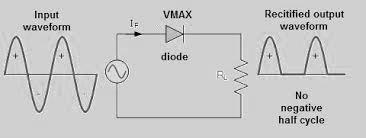 Input
waveform
+
+
-
-
IF
VMAX
diode
RL
Rectified output
waveform
+
+
No
negative
half cycle